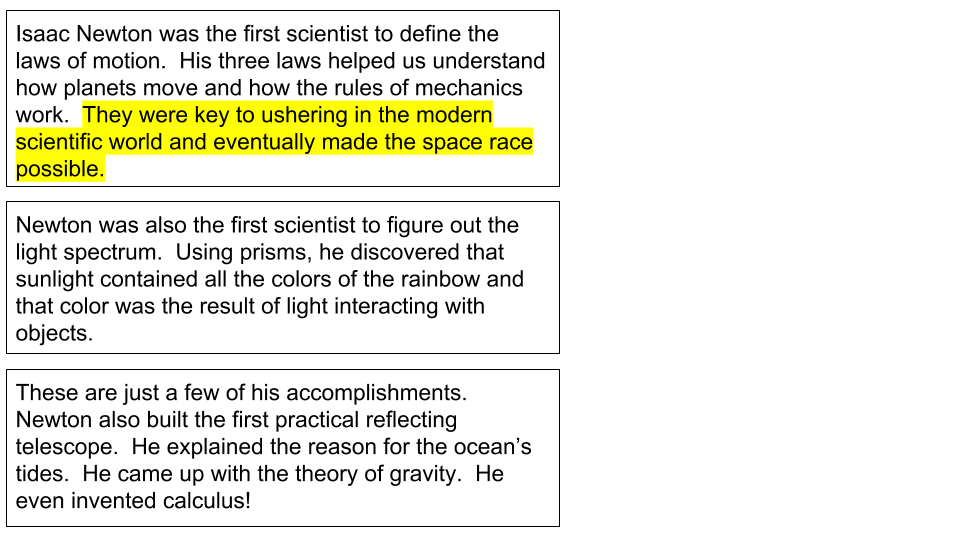 Isaac Newton was the first scientist to define the
laws of motion.  His three laws helped us understand
how planets move and how the rules of mechanics
work.  They were key to ushering in the modern
scientific world and eventually made the space race
possible.
Newton was also the first scientist to figure out the
light spectrum.  Using prisms, he discovered that
sunlight contained all the colors of the rainbow and
that color was the result of light interacting with
objects.
These are just a few of his accomplishments.
Newton also built the first practical reflecting
telescope.  He explained the reason for the ocean’s
tides.  He came up with the theory of gravity.  He
even invented calculus!